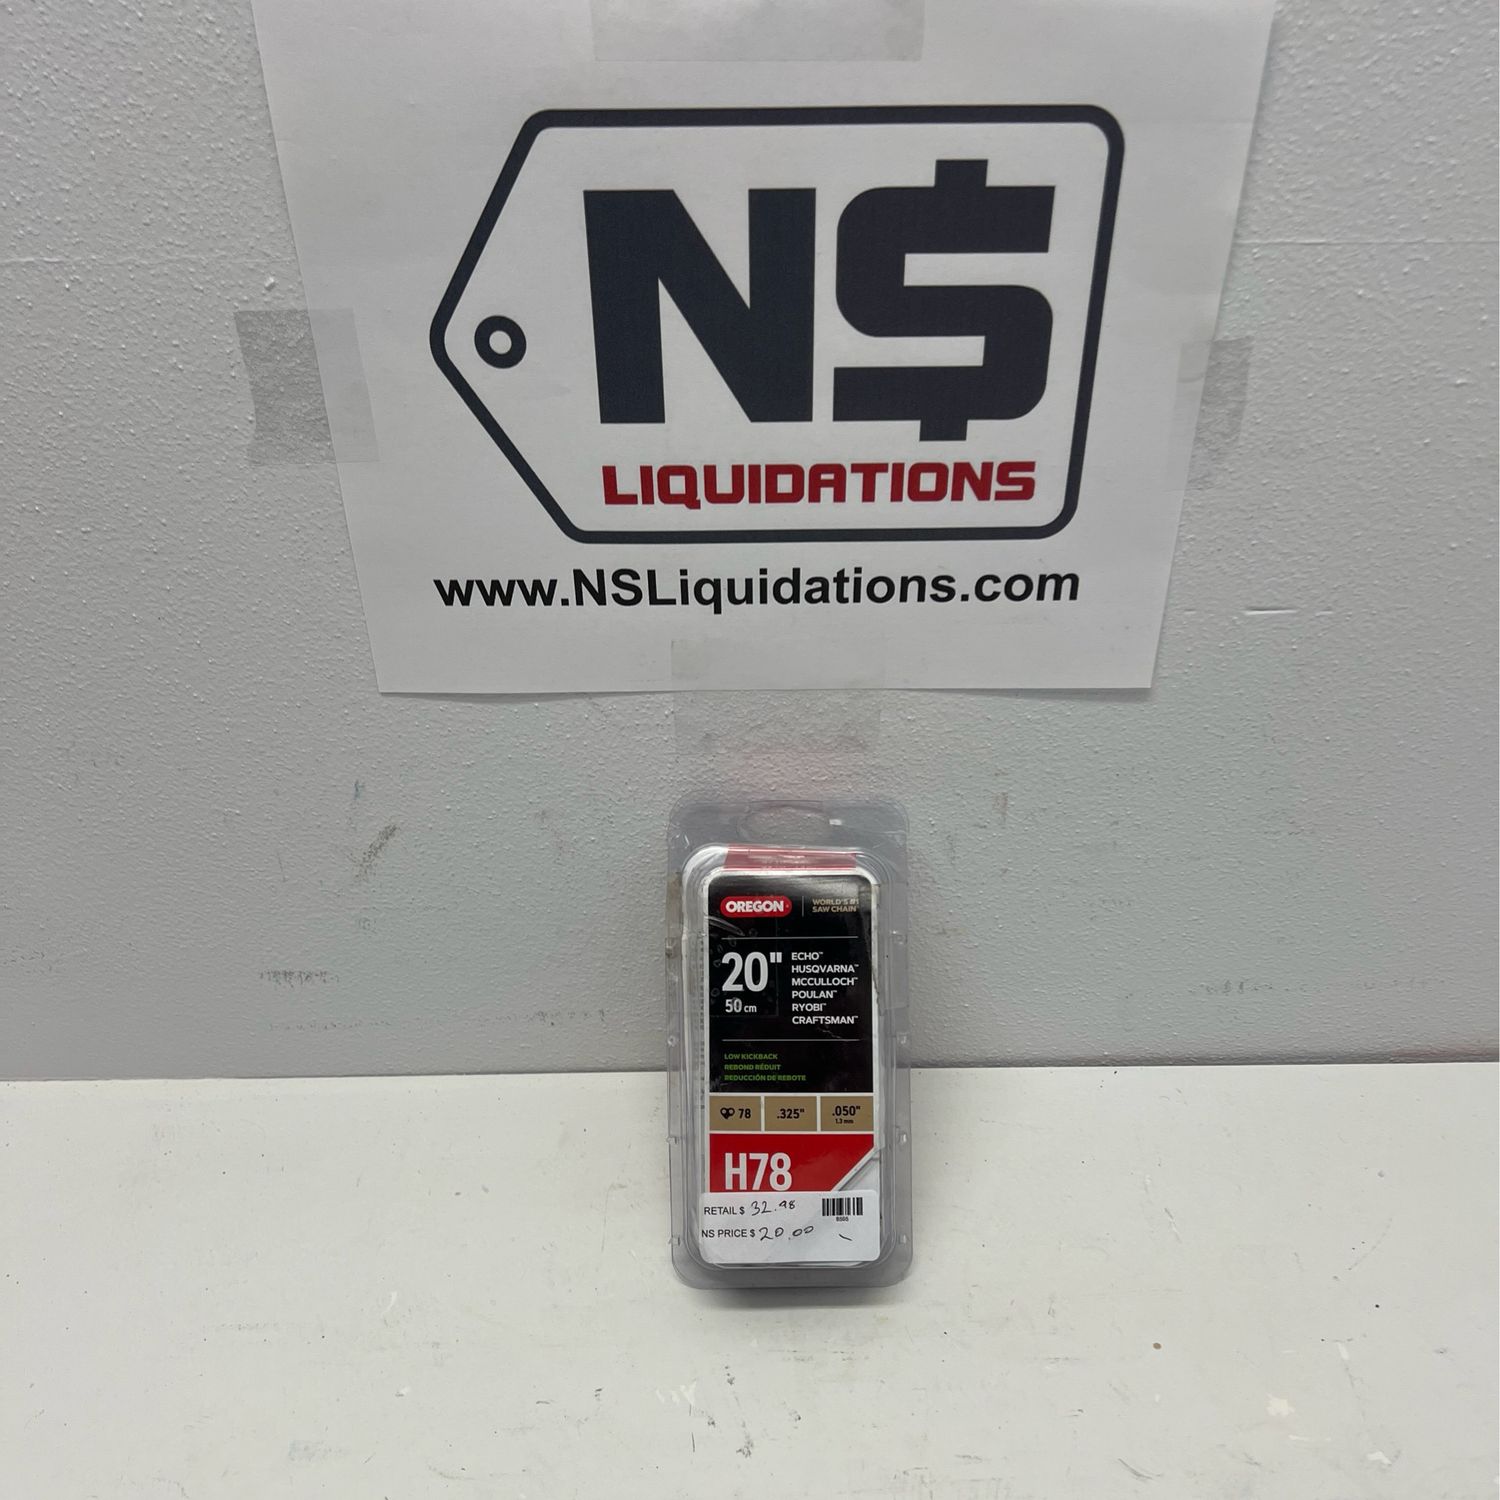 N$
LIQUIDATIONS
www.NSLiquidations.com
OREGON
WORLD'S #1
SAW CHAIN
20"
50 cm
ECHO™
HUSQVARNA™
MCCULLOCH™
POULAN™
RYOBI™
CRAFTSMAN™
LOW KICKBACK
REBOND RÉDUIT
REDUCCIÓN DE REBOTE
78
.325"
.050"
1.3 mm
H78
RETAIL $ 32.98
NS PRICE $ 20.00